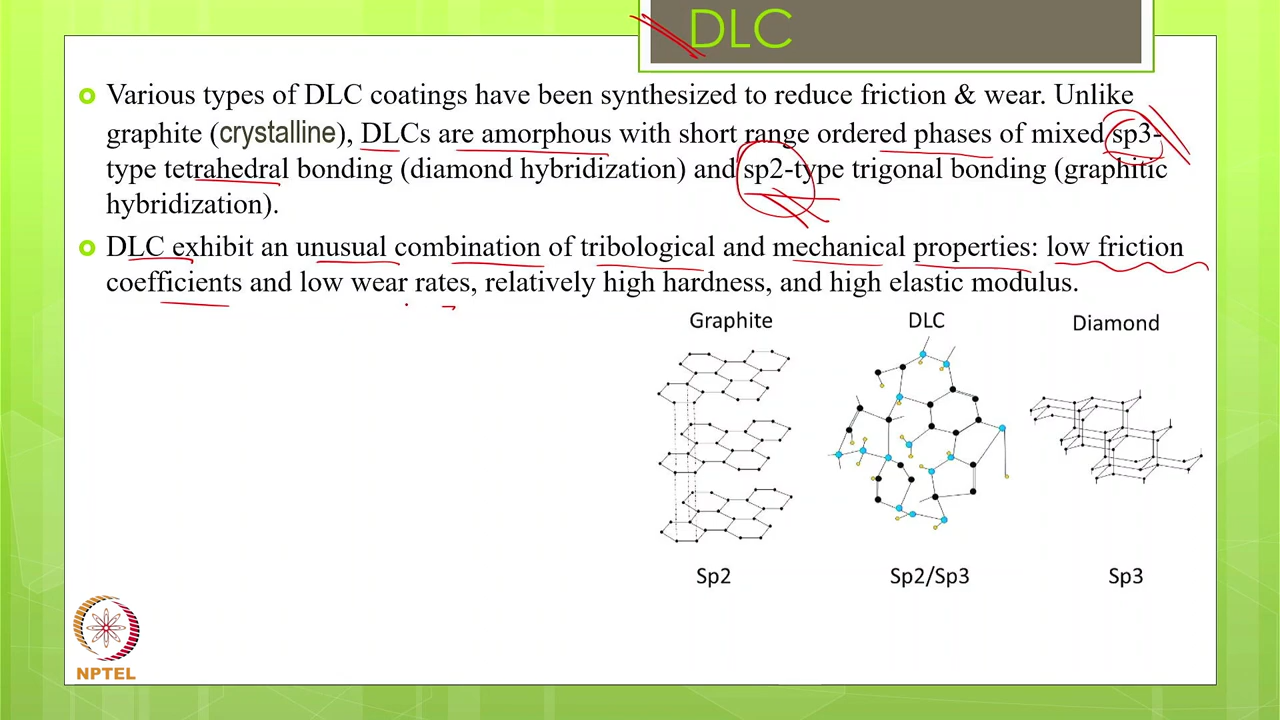 DLC
Various types of DLC coatings have been synthesized to reduce friction & wear. Unlike
graphite (crystalline), DLCs are amorphous with short range ordered phases of mixed sp3-
type tetrahedral bonding (diamond hybridization) and sp2-type trigonal bonding (graphitic
hybridization).
DLC exhibit an unusual combination of tribological and mechanical properties: low friction
coefficients and low wear rates, relatively high hardness, and high elastic modulus.
Graphite DLC Diamond
Sp2 Sp2/Sp3 Sp3
NPTEL